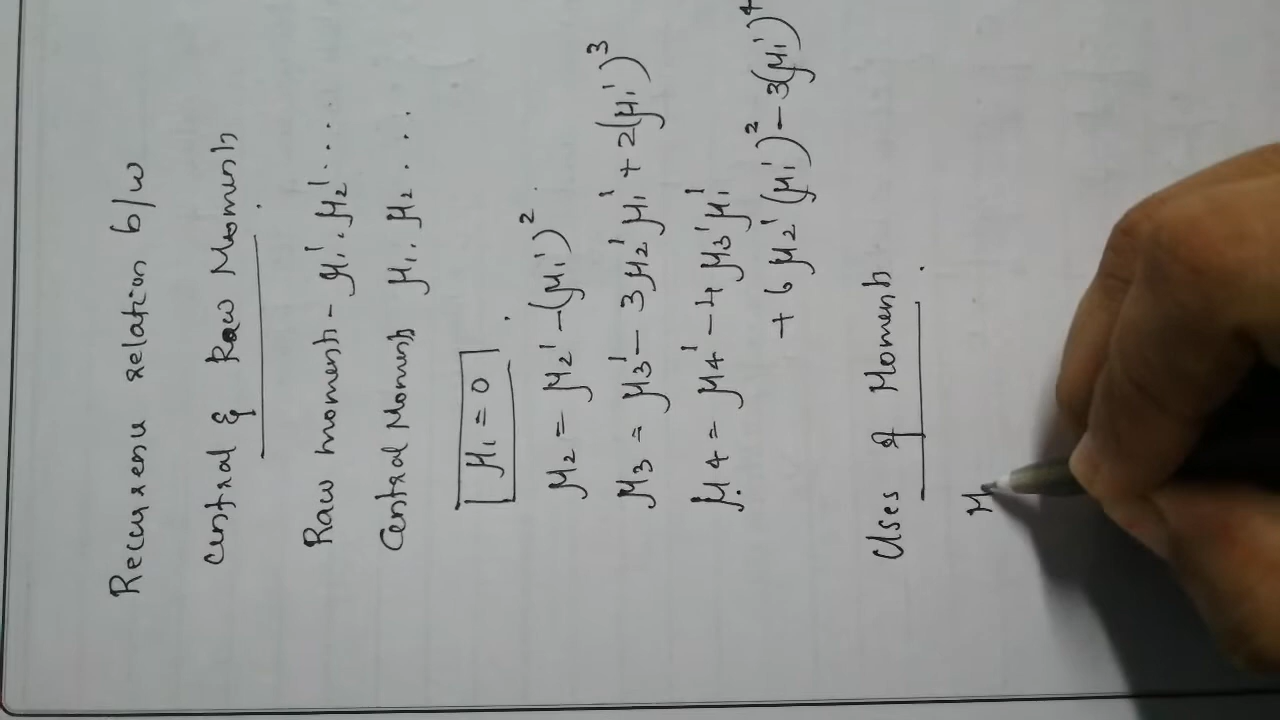 Recurrence relation b/w
central & Raw Moments.
Raw moments - μ₁', μ₂' ....
Central Moments μ₁, μ₂ ....
μ₁ = 0.
μ₂ = μ₂' - (μ₁')².
μ₃ = μ₃' - 3μ₂'μ₁' + 2(μ₁')³
μ₄ = μ₄' - 4μ₃'μ₁'
+ 6μ₂'(μ₁')² - 3(μ₁')⁴
Uses of Moments.